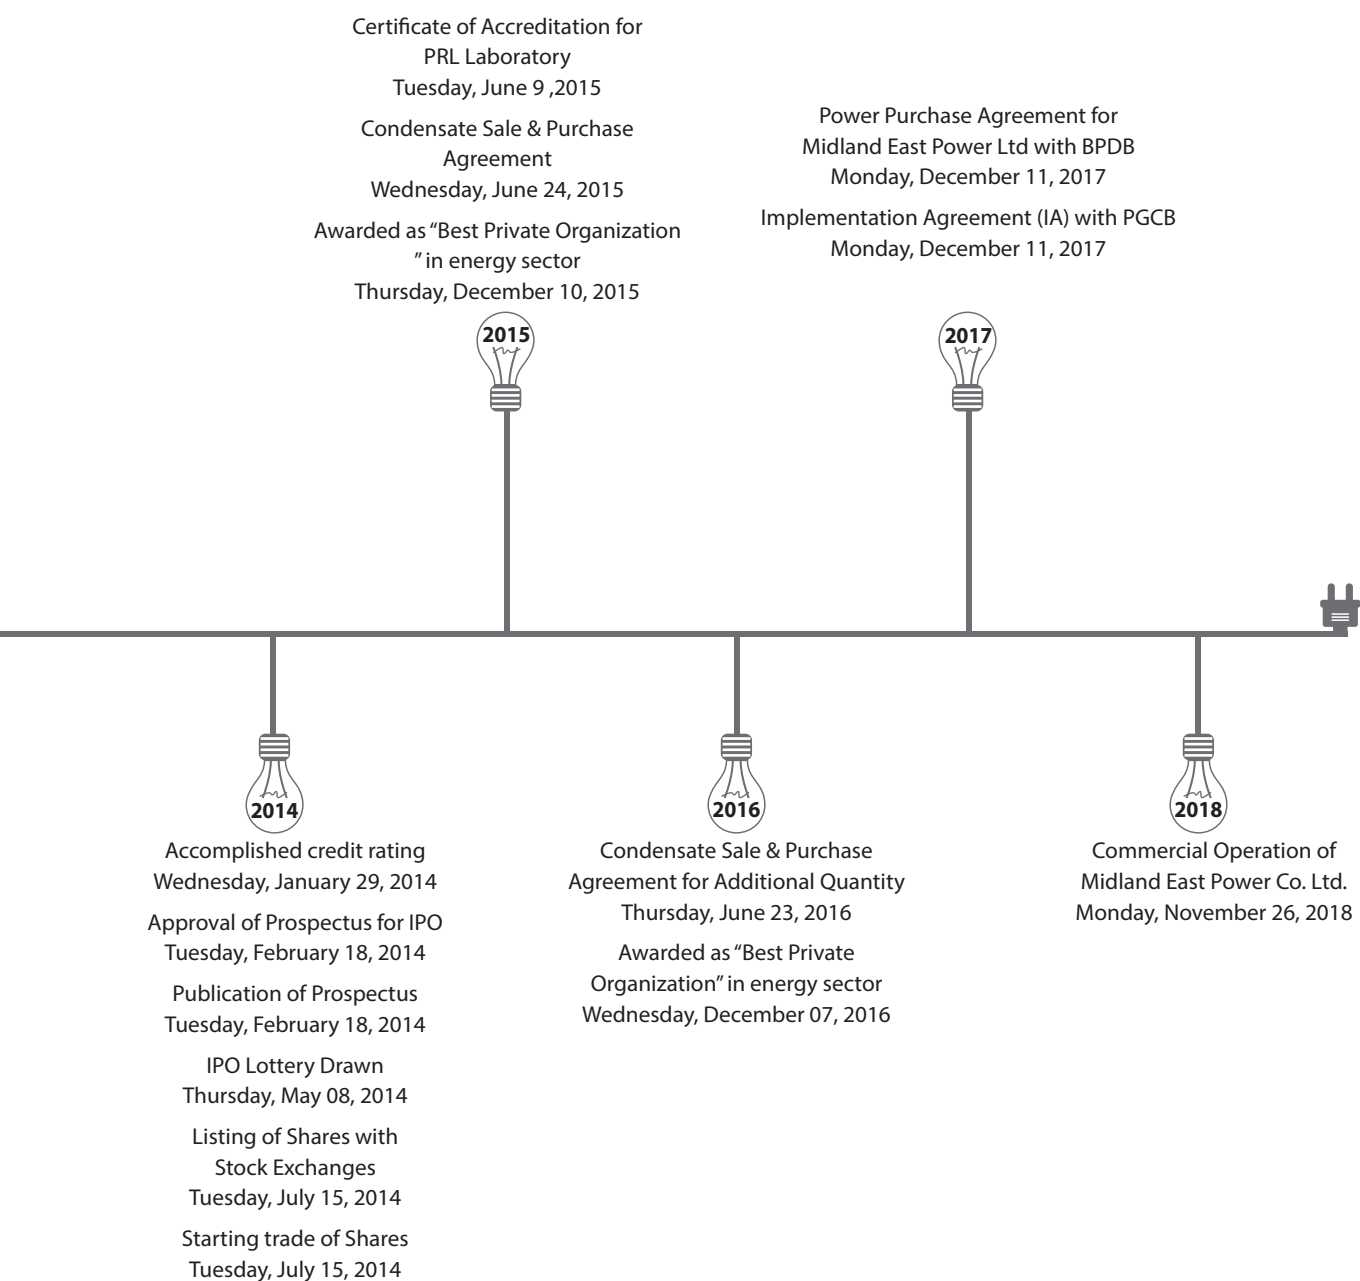 Certificate of Accreditation for
PRL Laboratory
Tuesday, June 9 ,2015
Condensate Sale & Purchase
Agreement
Wednesday, June 24, 2015
Awarded as “Best Private Organization
” in energy sector
Thursday, December 10, 2015
2015
Power Purchase Agreement for
Midland East Power Ltd with BPDB
Monday, December 11, 2017
Implementation Agreement (IA) with PGCB
Monday, December 11, 2017
2017
2014
Accomplished credit rating
Wednesday, January 29, 2014
Approval of Prospectus for IPO
Tuesday, February 18, 2014
Publication of Prospectus
Tuesday, February 18, 2014
IPO Lottery Drawn
Thursday, May 08, 2014
Listing of Shares with
Stock Exchanges
Tuesday, July 15, 2014
Starting trade of Shares
Tuesday, July 15, 2014
2016
Condensate Sale & Purchase
Agreement for Additional Quantity
Thursday, June 23, 2016
Awarded as “Best Private
Organization” in energy sector
Wednesday, December 07, 2016
2018
Commercial Operation of
Midland East Power Co. Ltd.
Monday, November 26, 2018